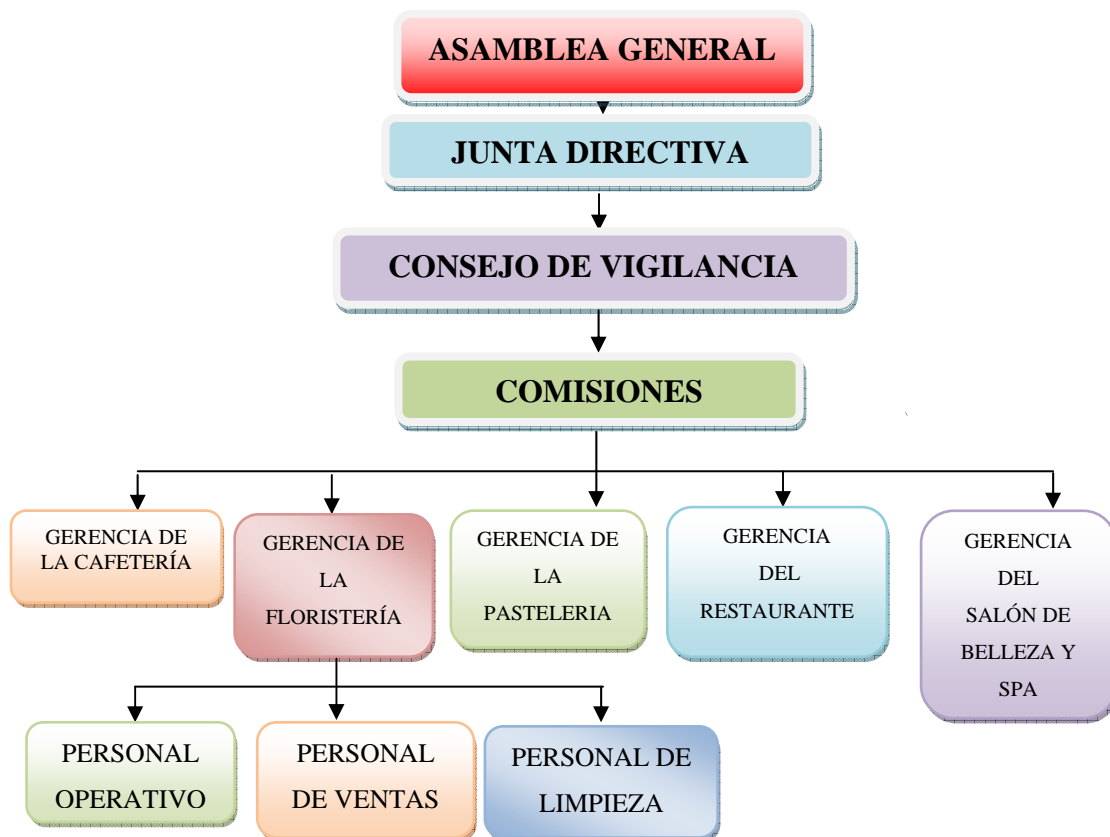 ASAMBLEA GENERAL
JUNTA DIRECTIVA
CONSEJO DE VIGILANCIA
COMISIONES
GERENCIA DE
LA CAFETERÍA
GERENCIA DE
LA
FLORISTERÍA
GERENCIA DE
LA
PASTELERIA
GERENCIA
DEL
RESTAURANTE
GERENCIA
DEL
SALÓN DE
BELLEZA Y
SPA
PERSONAL
OPERATIVO
PERSONAL
DE VENTAS
PERSONAL DE
LIMPIEZA